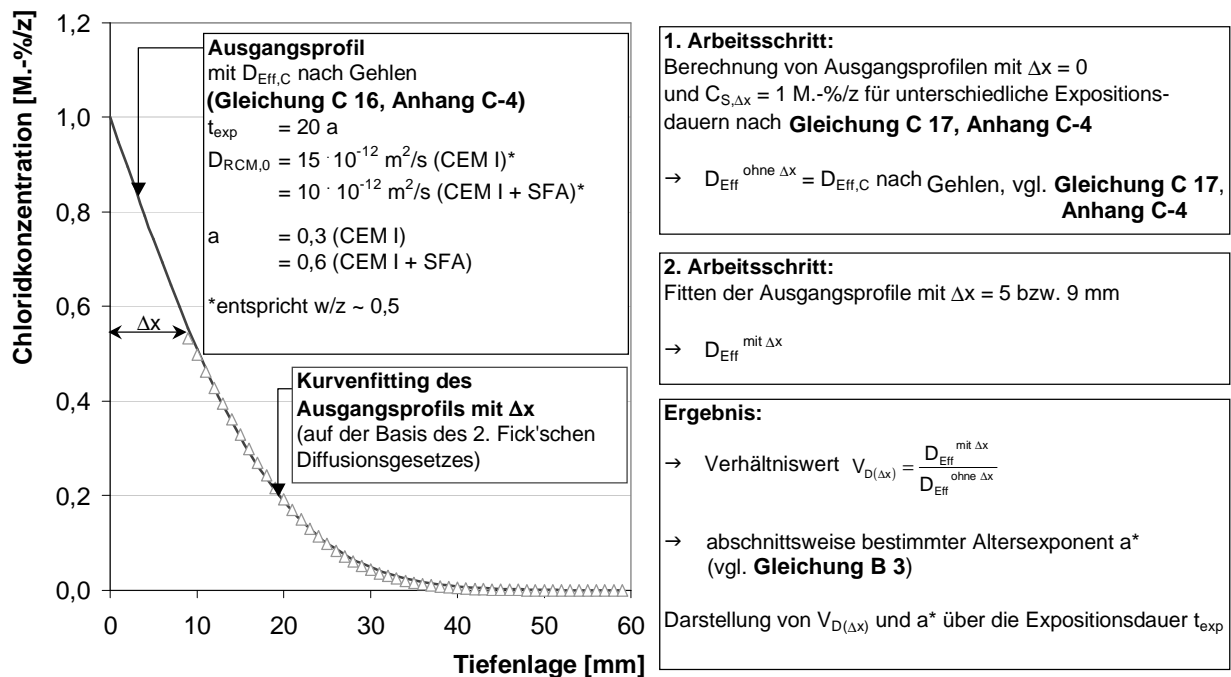 Chloridkonzentration [M.-%/z]
1,2
1,0
0,8
0,6
0,4
0,2
0,0
0 10 20 30 40 50 60
Tiefenlage [mm]
Ausgangsprofil
mit D_Eff,C nach Gehlen
(Gleichung C 16, Anhang C-4)
t_exp = 20 a
D_RCM,0 = 15 · 10^-12 m²/s (CEM I)*
= 10 · 10^-12 m²/s (CEM I + SFA)*
a = 0,3 (CEM I)
= 0,6 (CEM I + SFA)
*entspricht w/z ~ 0,5
Δx
Kurvenfitting des
Ausgangsprofils mit Δx
(auf der Basis des 2. Fick'schen
Diffusionsgesetzes)
1. Arbeitsschritt:
Berechnung von Ausgangsprofilen mit Δx = 0
und C_S,Δx = 1 M.-%/z für unterschiedliche Expositions-
dauern nach Gleichung C 17, Anhang C-4
→ D_Eff^ohne Δx = D_Eff,C nach Gehlen, vgl. Gleichung C 17,
Anhang C-4
2. Arbeitsschritt:
Fitten der Ausgangsprofile mit Δx = 5 bzw. 9 mm
→ D_Eff^mit Δx
Ergebnis:
→ Verhältniswert V_D(Δx) = D_Eff^mit Δx / D_Eff^ohne Δx
→ abschnittsweise bestimmter Altersexponent a*
(vgl. Gleichung B 3)
Darstellung von V_D(Δx) und a* über die Expositionsdauer t_exp